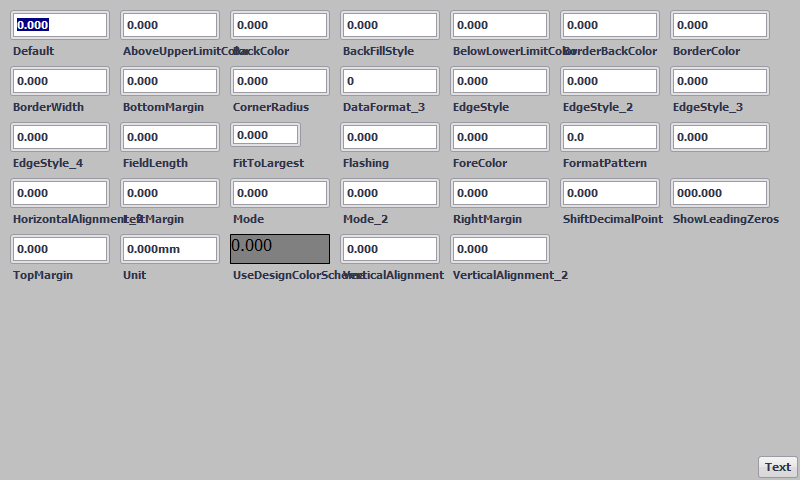 0.000 0.000 0.000 0.000 0.000 0.000 0.000
Default AboveUpperLimitColor BackColor BackFillStyle BelowLowerLimitColor BorderBackColor BorderColor
0.000 0.000 0.000 0 0.000 0.000 0.000
BorderWidth BottomMargin CornerRadius DataFormat_3 EdgeStyle EdgeStyle_2 EdgeStyle_3
0.000 0.000 0.000 0.000 0.000 0.0 0.000
EdgeStyle_4 FieldLength FitToLargest Flashing ForeColor FormatPattern
0.000 0.000 0.000 0.000 0.000 0.000 000.000
HorizontalAlignment_2 LeftMargin Mode Mode_2 RightMargin ShiftDecimalPoint ShowLeadingZeros
0.000 0.000mm 0.000 0.000 0.000
TopMargin Unit UseDesignColorSchema VerticalAlignment VerticalAlignment_2
Text